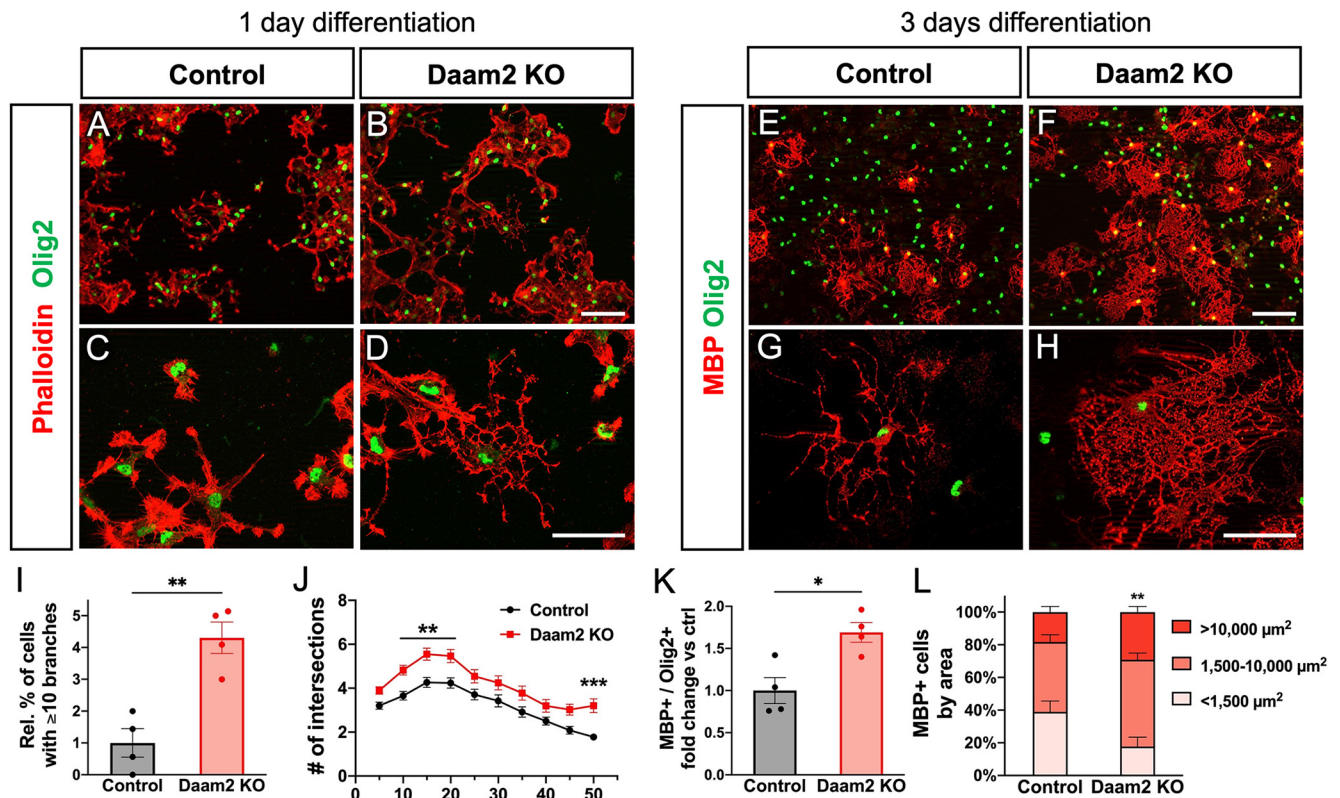 1 day differentiation
3 days differentiation
Control
Daam2 KO
Control
Daam2 KO
Phalloidin Olig2
MBP Olig2
A
B
C
D
E
F
G
H
I
**
Rel. % of cells
with ≥10 branches
5
4
3
2
1
0
Control
Daam2 KO
J
8
6
4
2
0
# of intersections
**
***
Control
Daam2 KO
0
10
20
30
40
50
K
*
MBP+ / Olig2+
fold change vs ctrl
2.0
1.5
1.0
0.5
0.0
Control
Daam2 KO
L
**
MBP+ cells
by area
100%
80%
60%
40%
20%
0%
Control
Daam2 KO
>10,000 µm²
1,500-10,000 µm²
<1,500 µm²